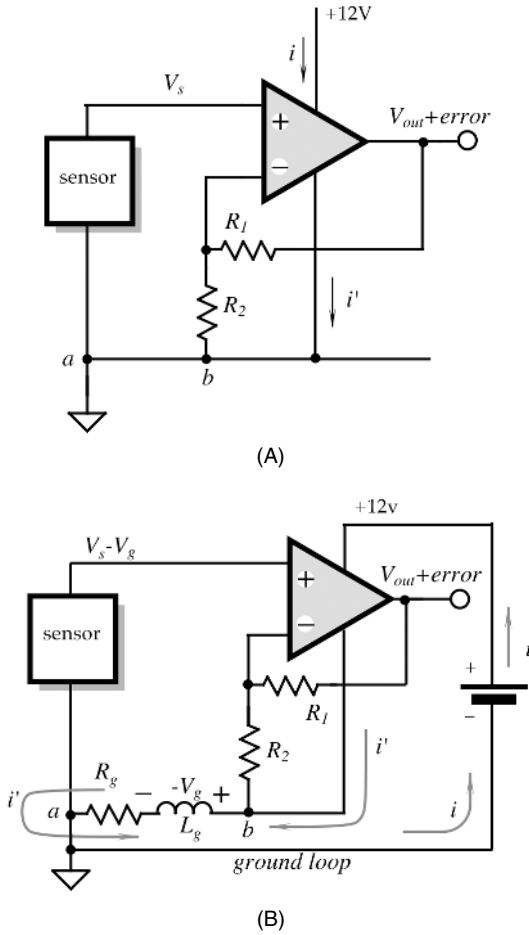 +12V
i
V_s
V_out+error
+
−
sensor
R_1
R_2
i'
a
b
(A)
+12v
V_s-V_g
V_out+error
+
−
sensor
i
+
−
R_1
R_2
i'
R_g
− -V_g +
i'
a
L_g
b
i
ground loop
(B)